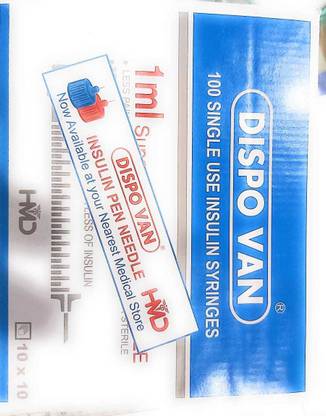 DISPO VAN®
100 SINGLE USE INSULIN SYRINGES
1ml
LESS OF INSULIN
STERILE
HMD
10 x 10
DISPO VAN®
INSULIN PEN NEEDLE HMD
Now Available at your Nearest Medical Store